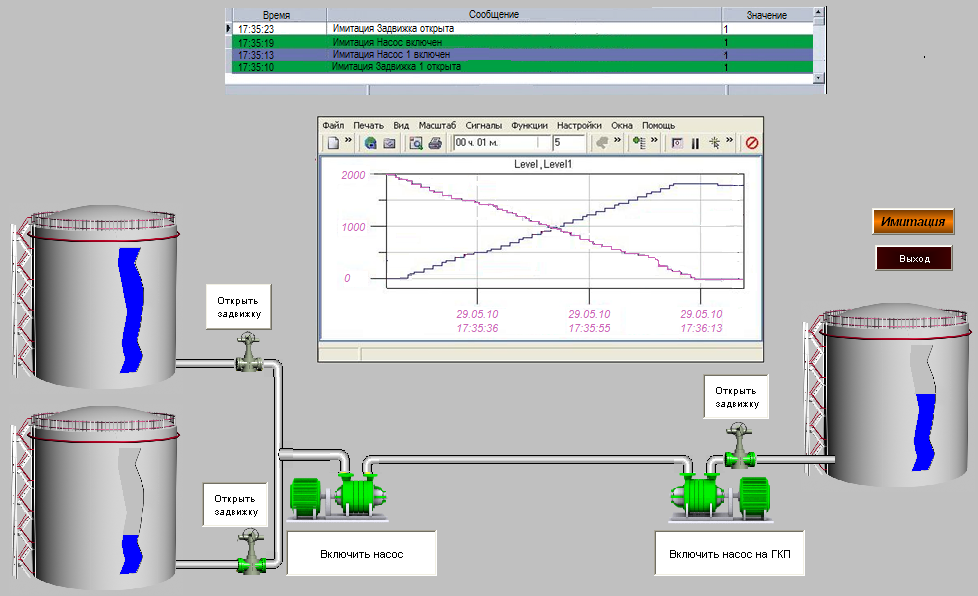 Время Сообщение Значение
17:35:23 Имитация Задвижка открыта 1
17:35:19 Имитация Насос включен 1
17:35:13 Имитация Насос 1 включен 1
17:35:10 Имитация Задвижка 1 открыта 1
Файл Печать Вид Масштаб Сигналы Функции Настройки Окна Помощь
00 ч. 01 м. 5
Level ,Level1
2000
1000
0
29.05.10 29.05.10 29.05.10
17:35:36 17:35:55 17:36:13
Имитация
Выход
Открыть
задвижку
Открыть
задвижку
Открыть
задвижку
Включить насос
Включить насос на ГКП